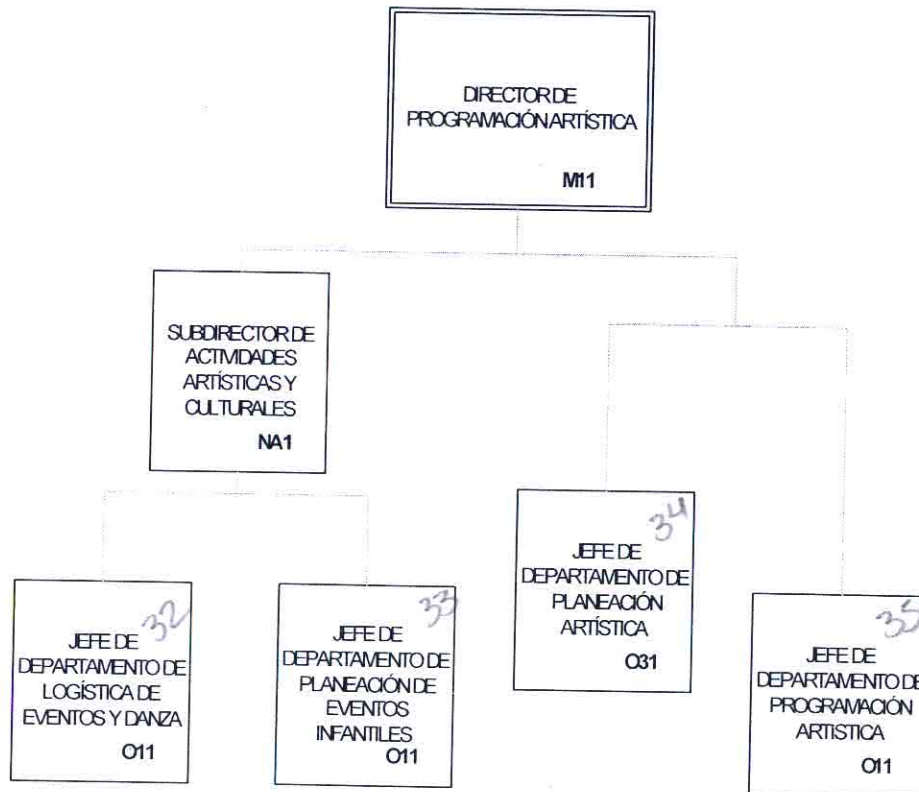 DIRECTOR DE
PROGRAMACIÓN ARTÍSTICA
M11
SUBDIRECTOR DE
ACTIVIDADES
ARTÍSTICAS Y
CULTURALES
NA1
32
JEFE DE
DEPARTAMENTO DE
LOGÍSTICA DE
EVENTOS Y DANZA
O11
33
JEFE DE
DEPARTAMENTO DE
PLANEACIÓN DE
EVENTOS
INFANTILES
O11
34
JEFE DE
DEPARTAMENTO DE
PLANEACIÓN
ARTÍSTICA
O31
35
JEFE DE
DEPARTAMENTO DE
PROGRAMACIÓN
ARTISTICA
O11